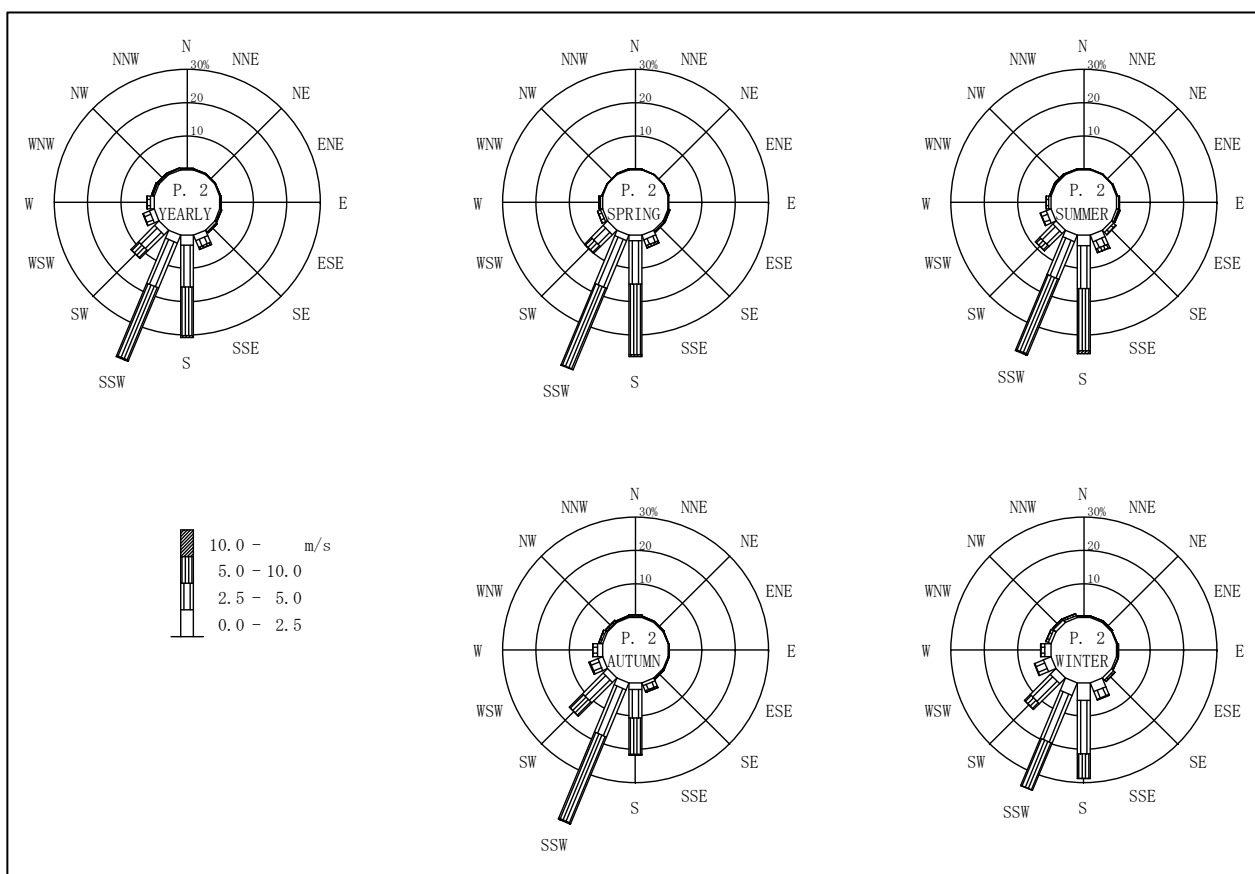 N
NNW
NNE
30%
NW
NE
20
WNW
ENE
10
P. 2
W
YEARLY
E
WSW
ESE
SW
SE
SSE
S
SSW
N
NNW
NNE
30%
NW
NE
20
WNW
ENE
10
P. 2
W
SPRING
E
WSW
ESE
SW
SE
SSE
SSW
S
N
NNW
NNE
30%
NW
NE
20
WNW
ENE
10
P. 2
W
SUMMER
E
WSW
ESE
SW
SE
SSE
SSW
S
10.0 - m/s
5.0 - 10.0
2.5 - 5.0
0.0 - 2.5
N
NNW
NNE
30%
NW
NE
20
WNW
ENE
10
P. 2
W
AUTUMN
E
WSW
ESE
SW
SE
SSE
S
SSW
N
NNW
NNE
30%
NW
NE
20
WNW
ENE
10
P. 2
W
WINTER
E
WSW
ESE
SW
SE
SSE
SSW
S